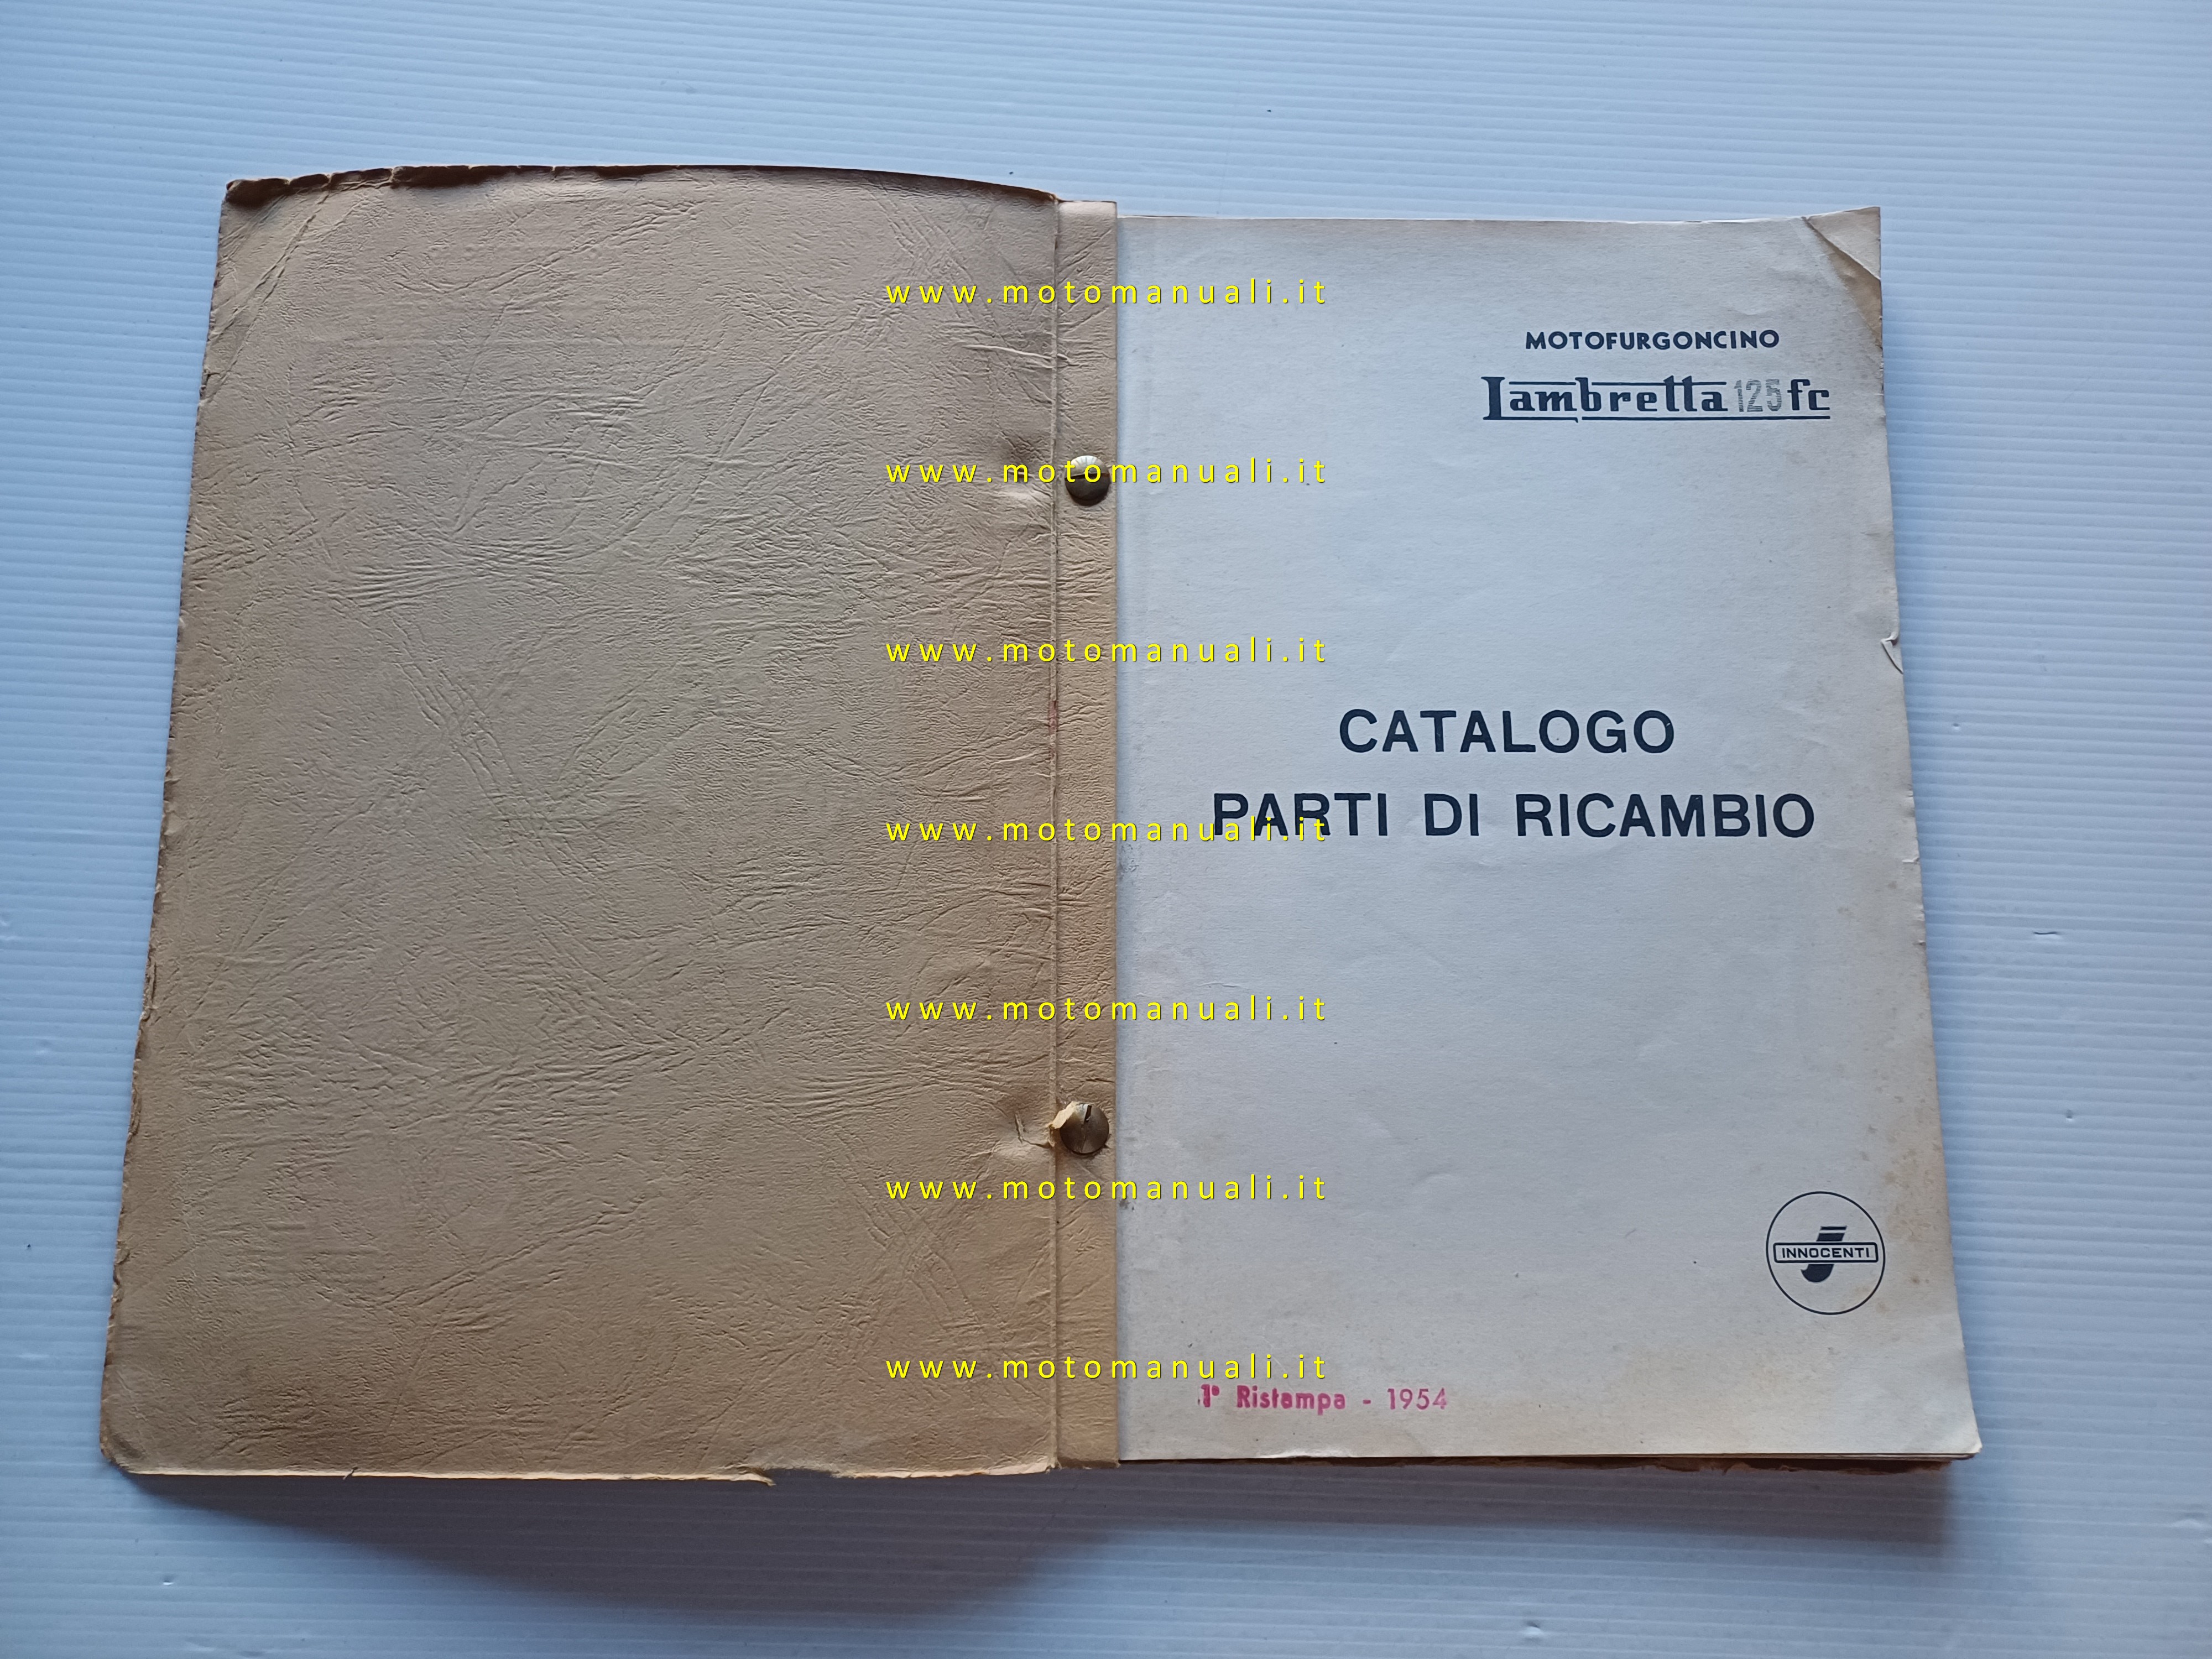 www.motomanuali.it
MOTOFURGONCINO
Lambretta 125 fc
www.motomanuali.it
www.motomanuali.it
CATALOGO
PARTI DI RICAMBIO
www.motomanuali.it
www.motomanuali.it
www.motomanuali.it
INNOCENTI
www.motomanuali.it
1ª Ristampa - 1954